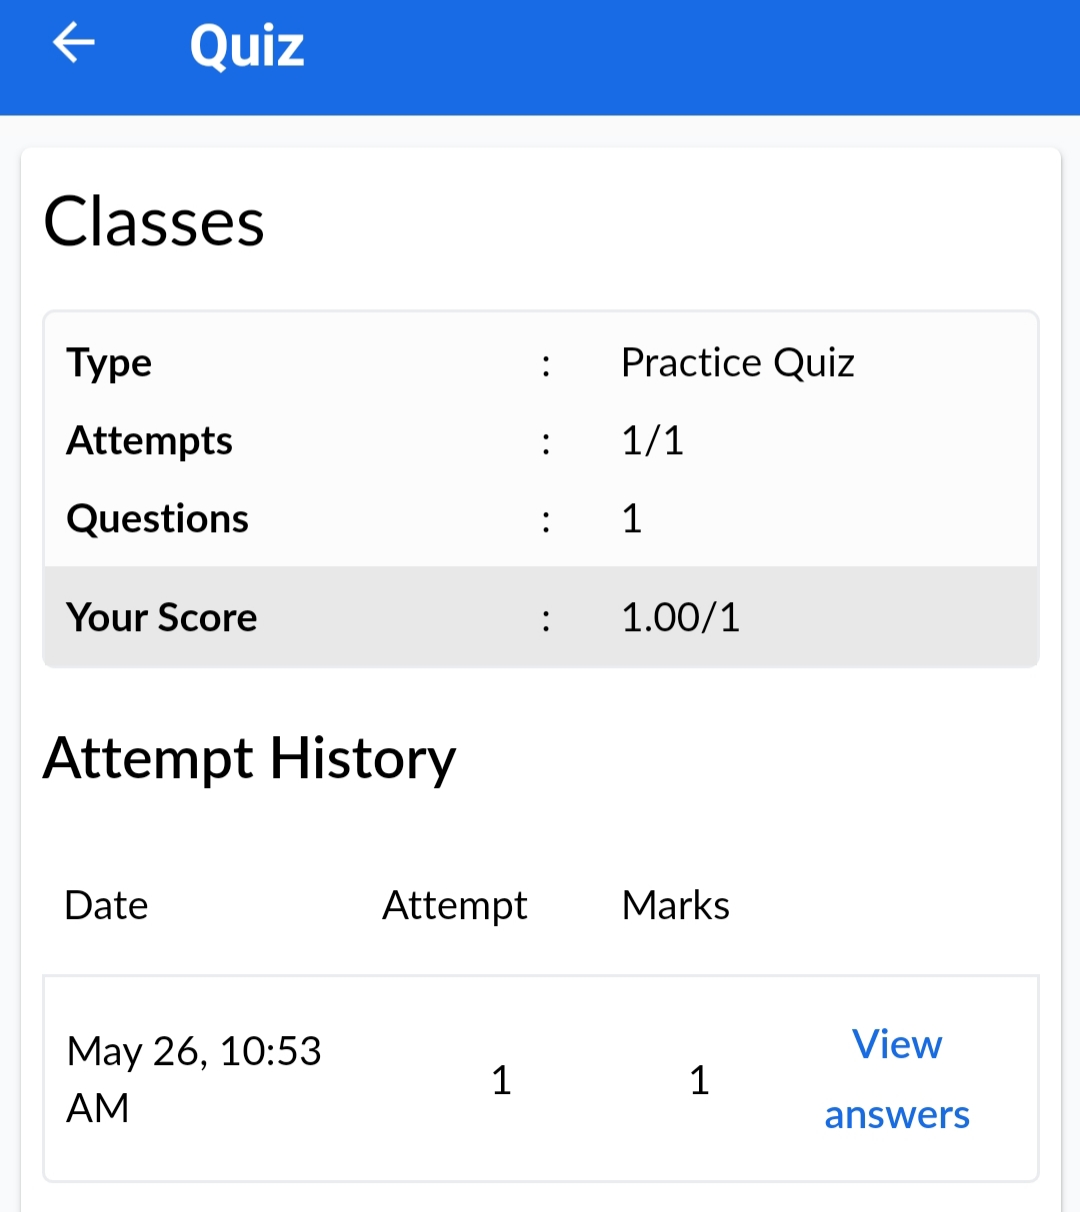 Quiz
Classes
Type : Practice Quiz
Attempts : 1/1
Questions : 1
Your Score : 1.00/1
Attempt History
Date Attempt Marks
May 26, 10:53 AM 1 1 View answers